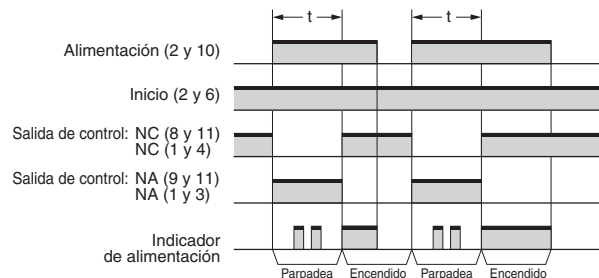 t
t
Alimentación (2 y 10)
Inicio (2 y 6)
Salida de control: NC (8 y 11)
NC (1 y 4)
Salida de control: NA (9 y 11)
NA (1 y 3)
Indicador
de alimentación
Parpadea
Encendido
Parpadea
Encendido